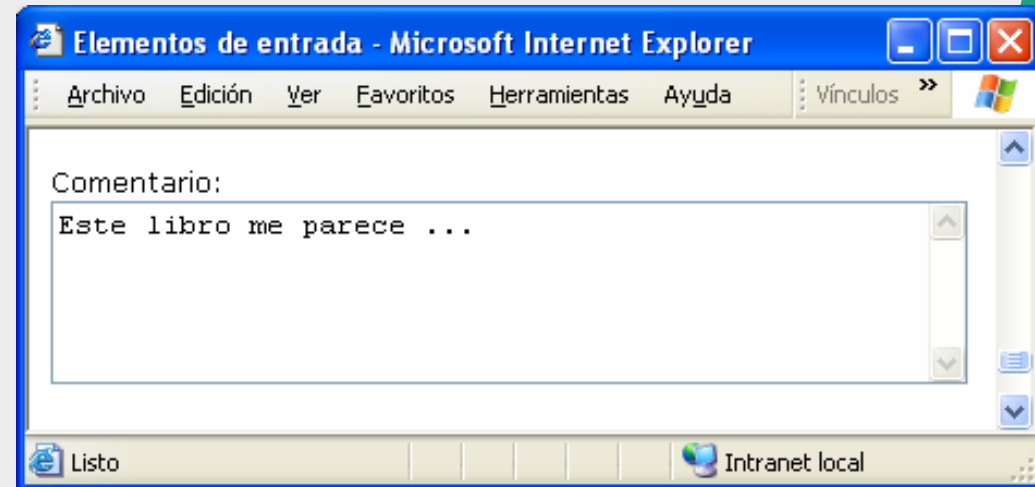 Elementos de entrada - Microsoft Internet Explorer
Archivo Edición Ver Favoritos Herramientas Ayuda Vínculos »
Comentario:
Este libro me parece ...
Listo Intranet local